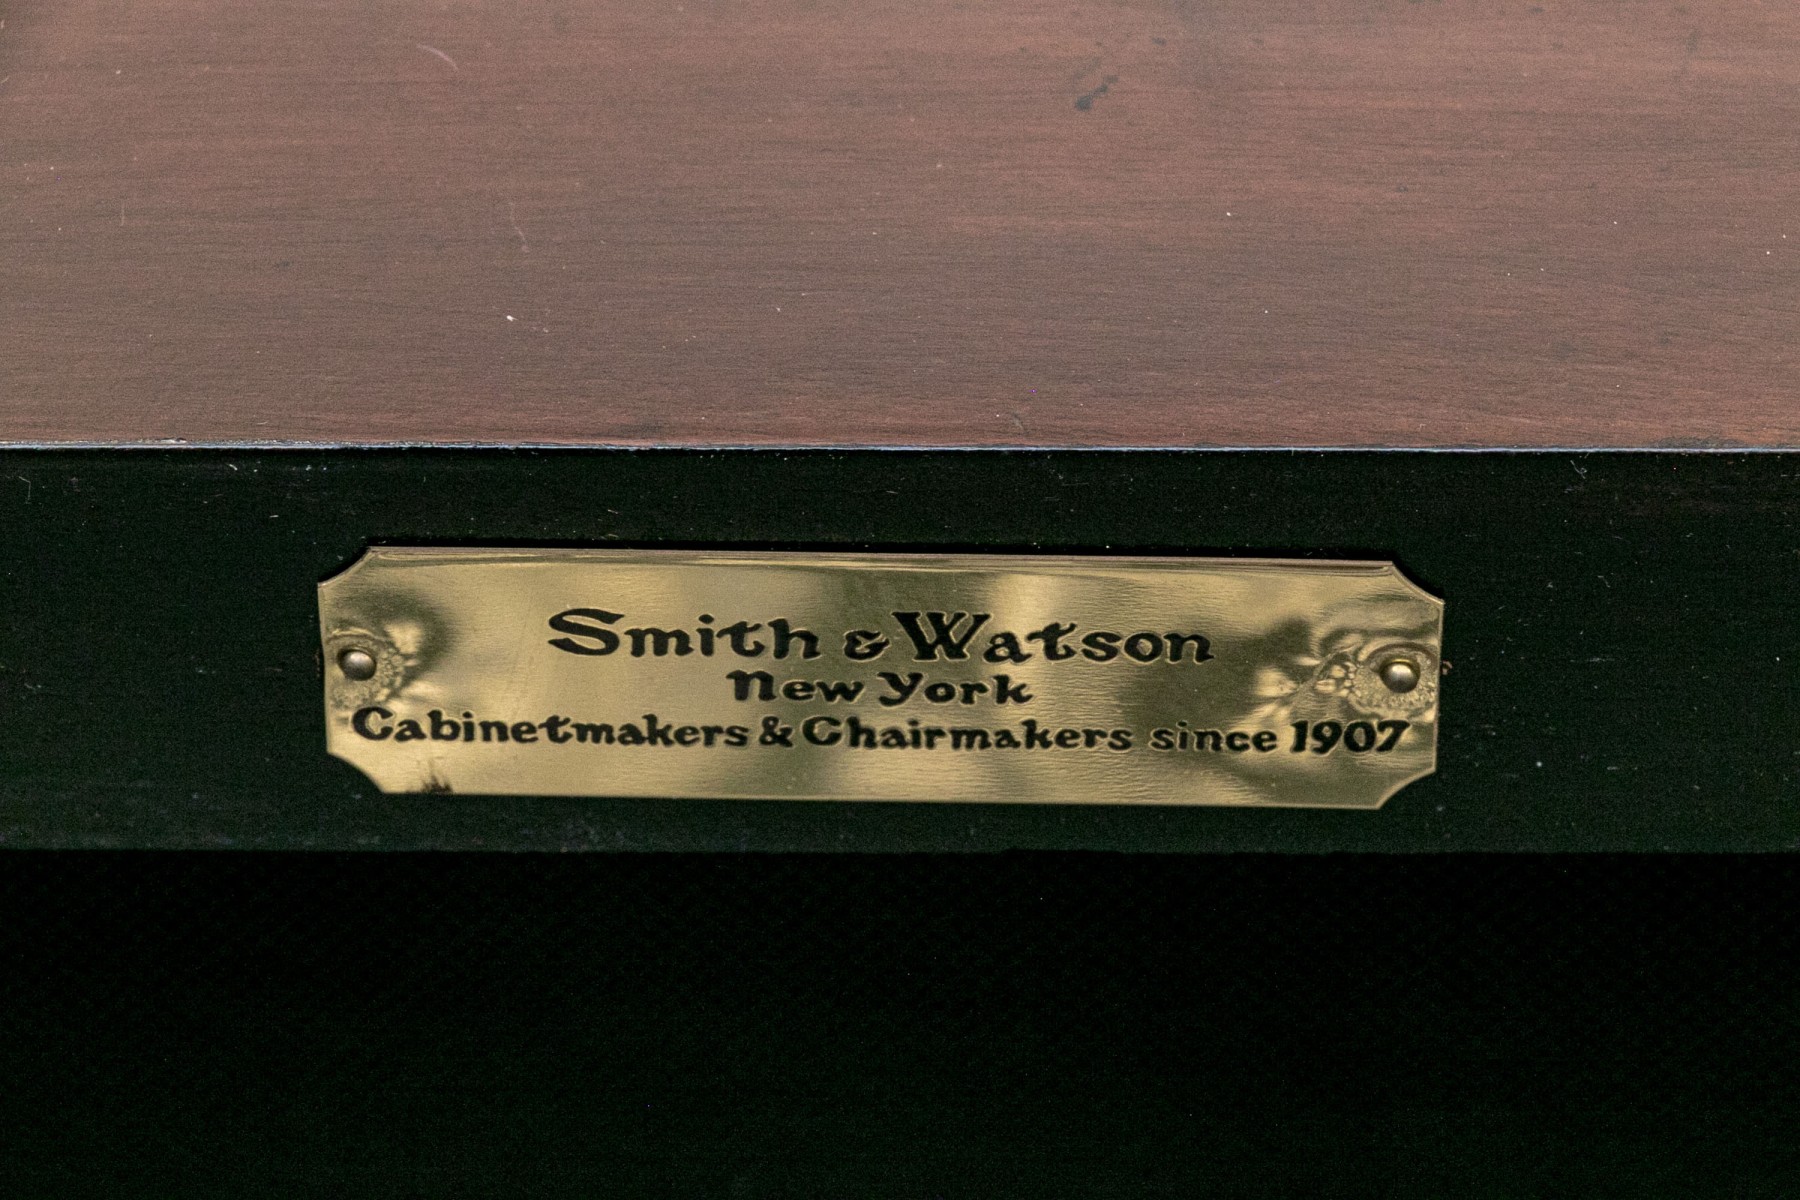 Smith & Watson
New York
Cabinetmakers & Chairmakers since 1907